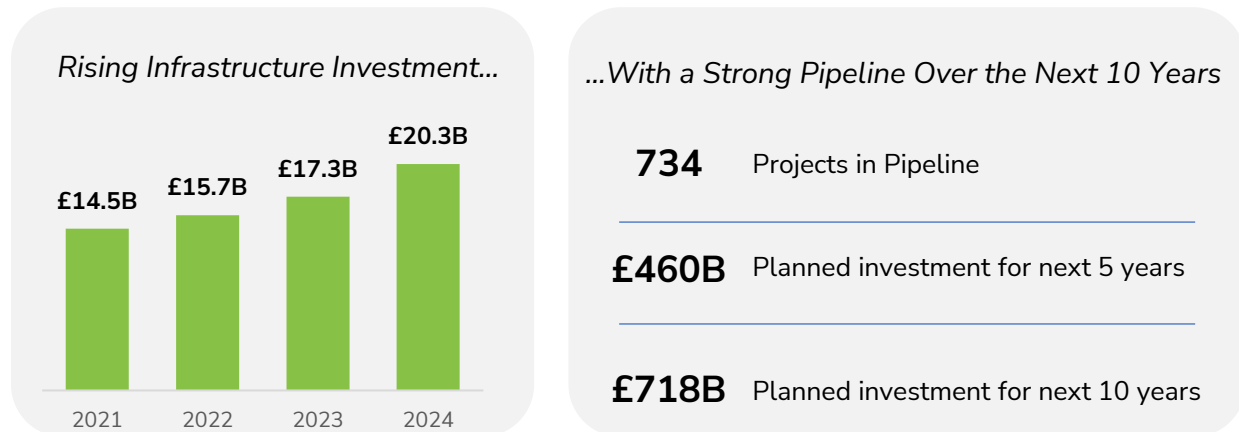 Rising Infrastructure Investment...
£14.5B
£15.7B
£17.3B
£20.3B
2021
2022
2023
2024
...With a Strong Pipeline Over the Next 10 Years
734 Projects in Pipeline
£460B Planned investment for next 5 years
£718B Planned investment for next 10 years